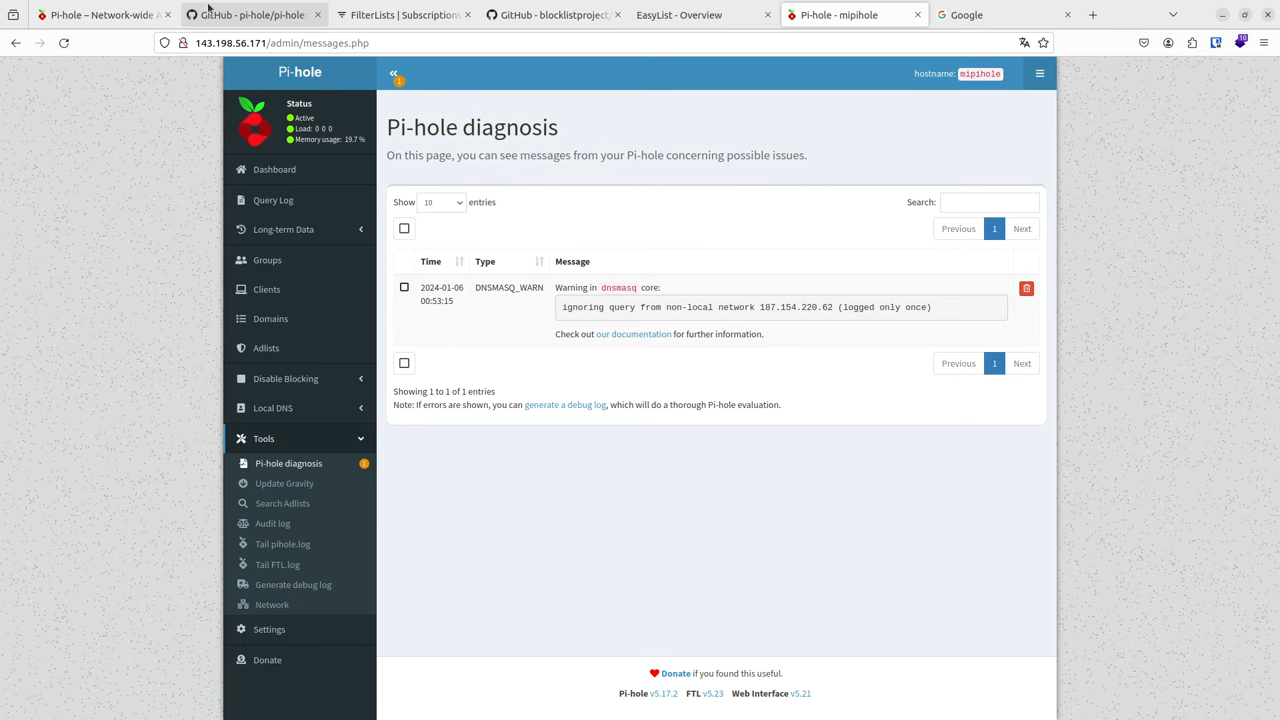 Pi-hole – Network-wide A
GitHub - pi-hole/pi-hole:
FilterLists | Subscriptions
GitHub - blocklistproject/
EasyList - Overview
Pi-hole - mipihole
Google
143.198.56.171/admin/messages.php
10
Pi-hole
1
hostname: mipihole
Status
Active
Load: 0 0 0
Memory usage: 19.7 %
Dashboard
Query Log
Long-term Data
Groups
Clients
Domains
Adlists
Disable Blocking
Local DNS
Tools
Pi-hole diagnosis 1
Update Gravity
Search Adlists
Audit log
Tail pihole.log
Tail FTL.log
Generate debug log
Network
Settings
Donate
Pi-hole diagnosis
On this page, you can see messages from your Pi-hole concerning possible issues.
Show 10 entries
Search:
Previous 1 Next
Time Type Message
2024-01-06 00:53:15
DNSMASQ_WARN
Warning in dnsmasq core:
ignoring query from non-local network 187.154.220.62 (logged only once)
Check out our documentation for further information.
Previous 1 Next
Showing 1 to 1 of 1 entries
Note: If errors are shown, you can generate a debug log, which will do a thorough Pi-hole evaluation.
Donate if you found this useful.
Pi-hole v5.17.2 FTL v5.23 Web Interface v5.21